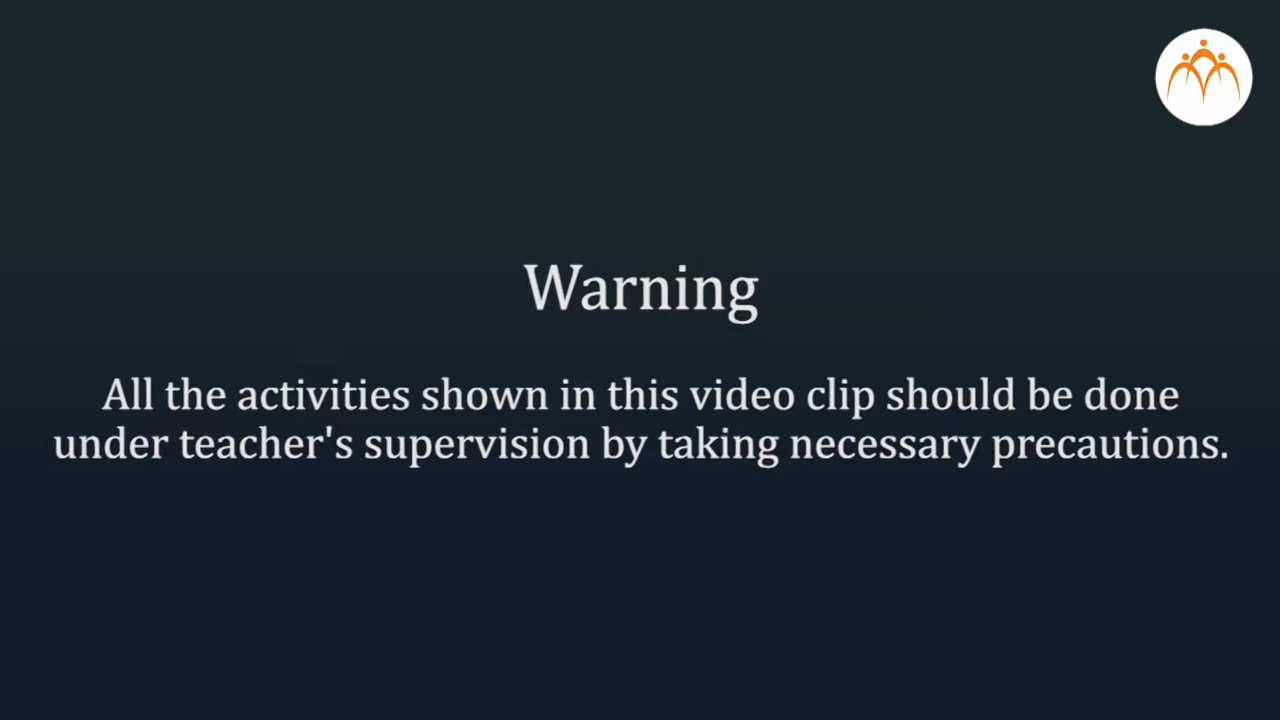 Warning
All the activities shown in this video clip should be done
under teacher's supervision by taking necessary precautions.